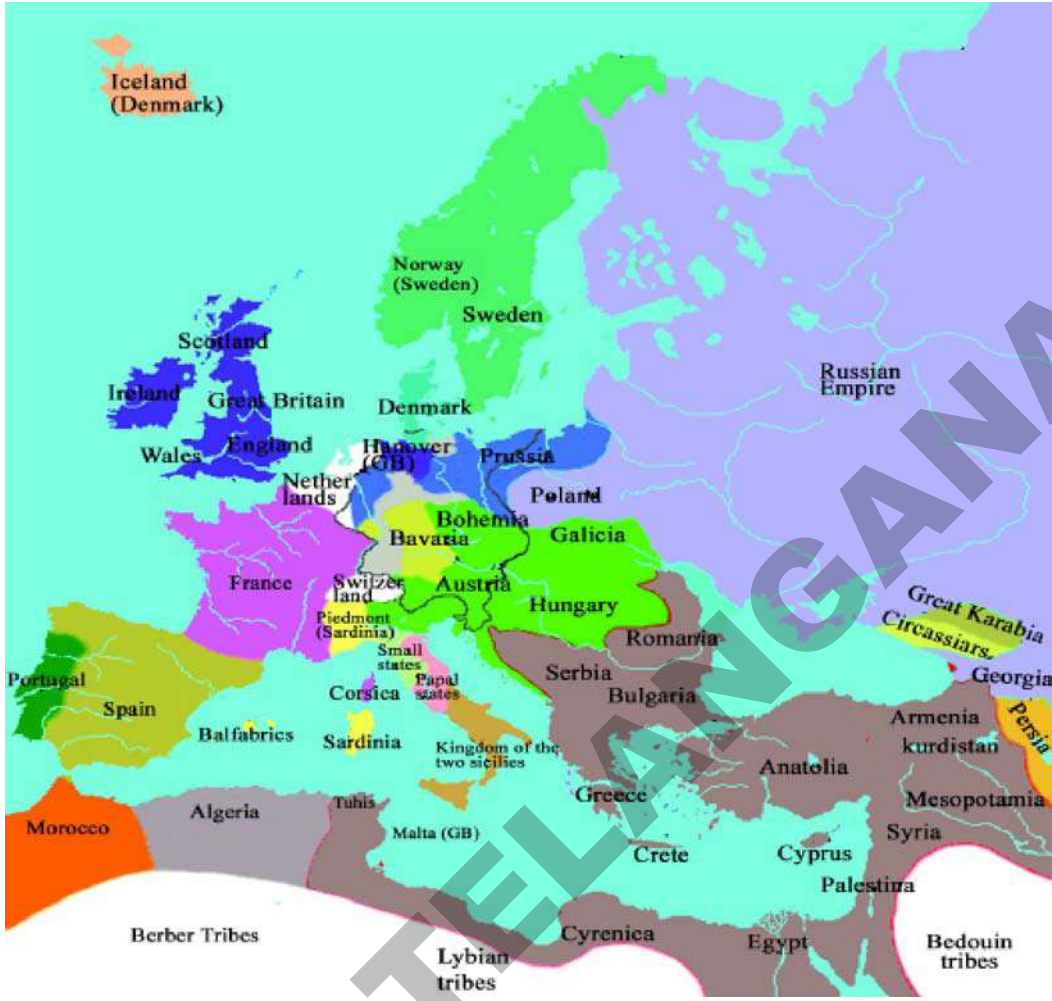 Iceland
(Denmark)
Norway
(Sweden)
Sweden
Scotland
Russian
Empire
Ireland
Great Britain
Denmark
England
Wales
Hanover
(GB)
Prussia
Nether
lands
Poland
Bohemia
Bavaria
Galicia
France
Switzer
land
Austria
Hungary
Great Karabia
Circassiars,
Piedmont
(Sardinia)
Romania
Small
states
Serbia
Georgia
Portugal
Corsica
Papal
states
Bulgaria
Spain
Persia
Armenia
Balfabrics
Sardinia
Kingdom of the
two sicilies
kurdistan
Anatolia
Greece
Mesopotamia
Tuhis
Algeria
Morocco
Malta (GB)
Syria
Crete
Cyprus
Palestina
Berber Tribes
Cyrenica
Egypt
Bedouin
tribes
Lybian
tribes
TELANGANA